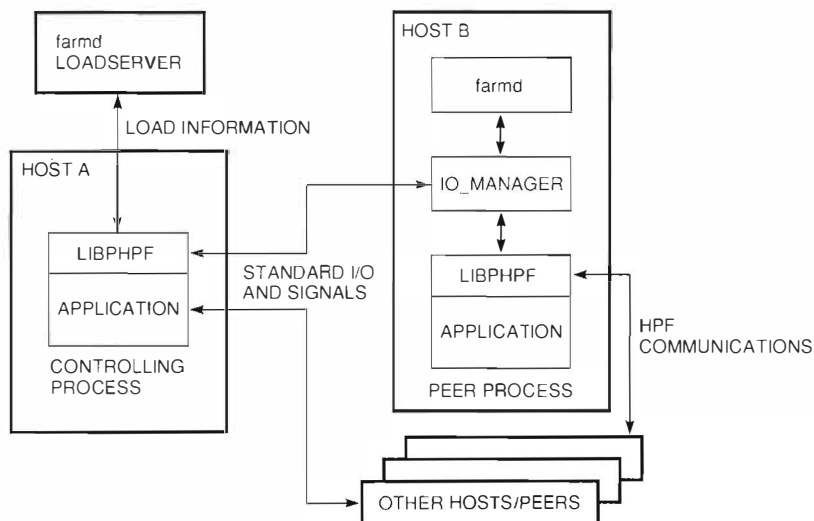 farmd
LOADSERVER
LOAD INFORMATION
HOST A
LIBPHPF
APPLICATION
CONTROLLING
PROCESS
STANDARD I/O
AND SIGNALS
HOST B
farmd
IO_MANAGER
LIBPHPF
APPLICATION
PEER PROCESS
HPF
COMMUNICATIONS
OTHER HOSTS/PEERS